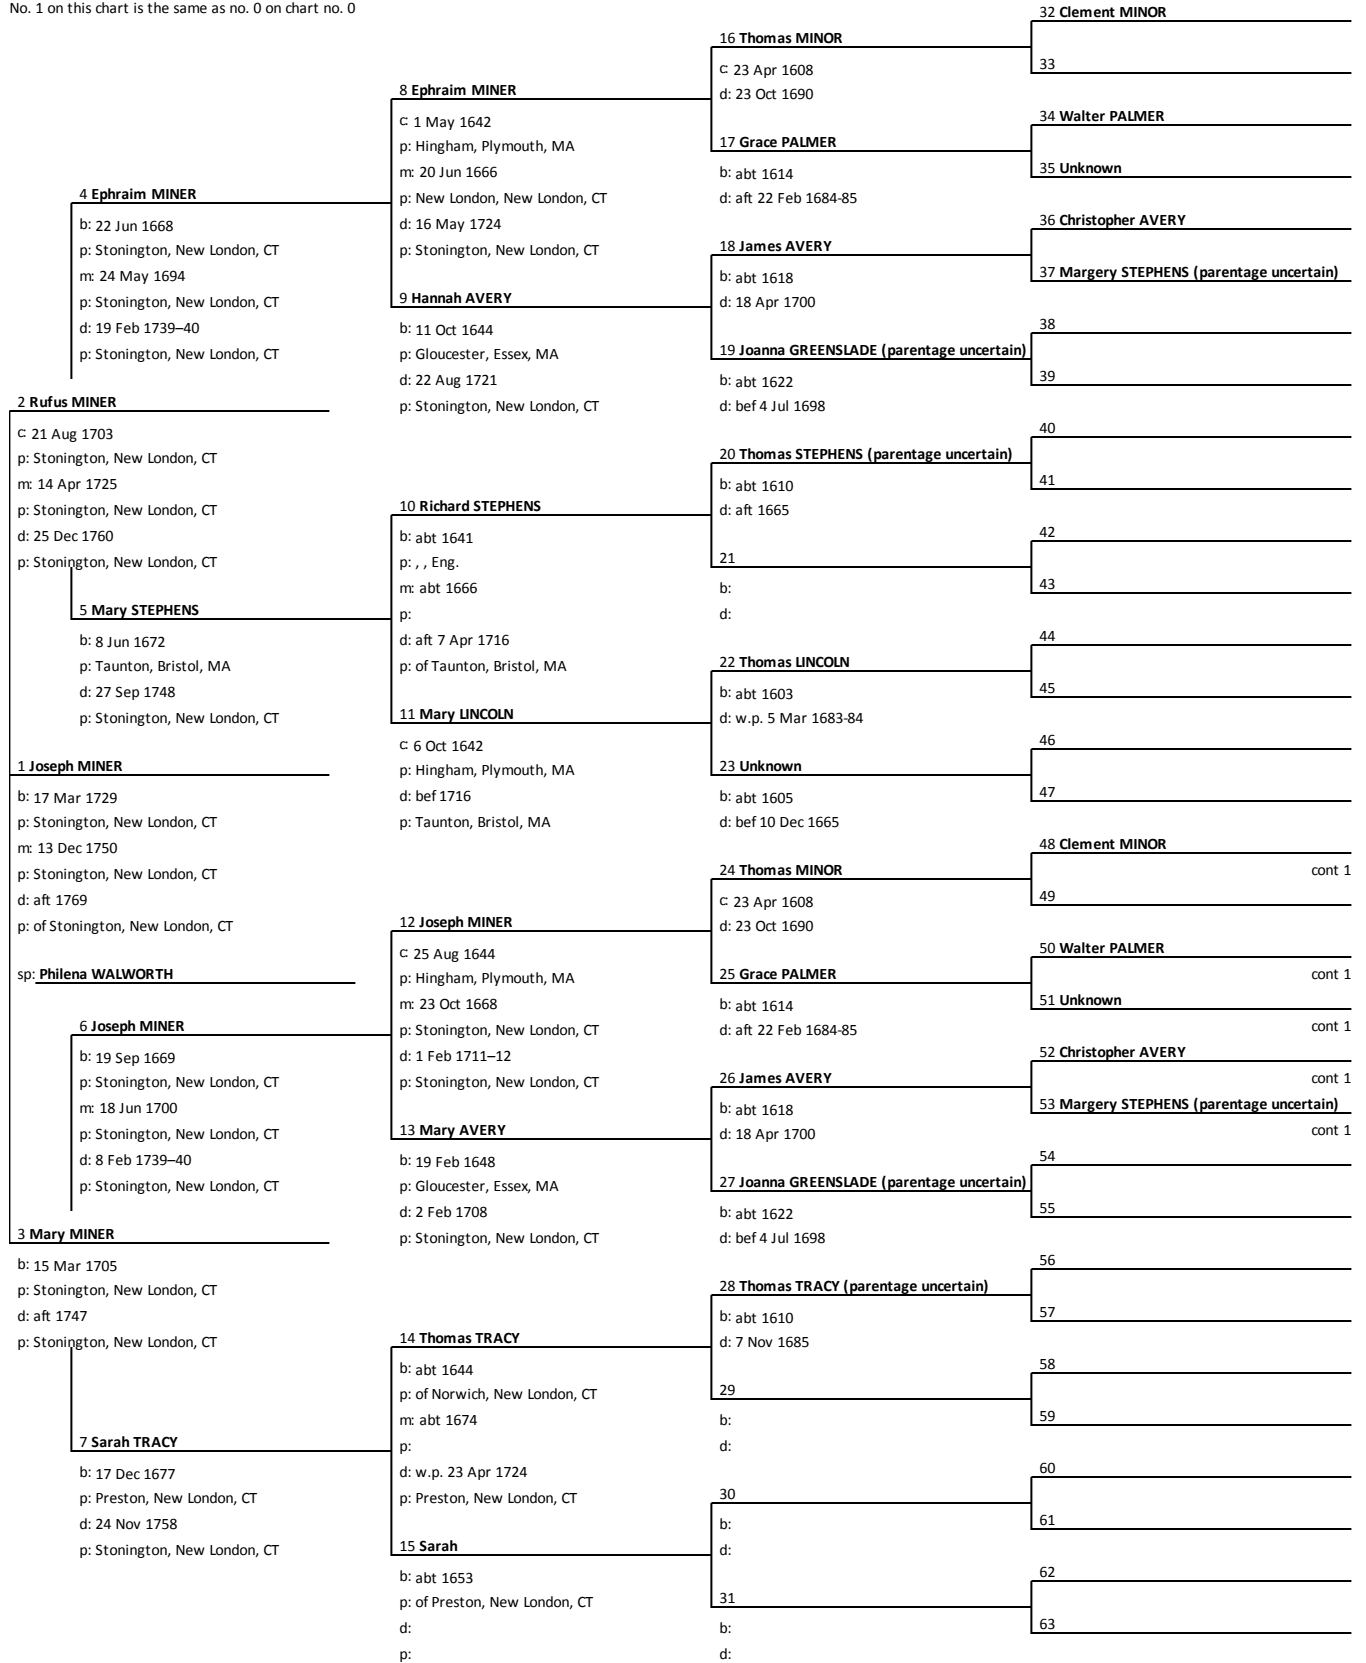 No. 1 on this chart is the same as no. 0 on chart no. 0
2 Rufus MINER
c: 21 Aug 1703
p: Stonington, New London, CT
m: 14 Apr 1725
p: Stonington, New London, CT
d: 25 Dec 1760
p: Stonington, New London, CT
1 Joseph MINER
b: 17 Mar 1729
p: Stonington, New London, CT
m: 13 Dec 1750
p: Stonington, New London, CT
d: aft 1769
p: of Stonington, New London, CT
sp: Philena WALWORTH
3 Mary MINER
b: 15 Mar 1705
p: Stonington, New London, CT
d: aft 1747
p: Stonington, New London, CT
4 Ephraim MINER
b: 22 Jun 1668
p: Stonington, New London, CT
m: 24 May 1694
p: Stonington, New London, CT
d: 19 Feb 1739–40
p: Stonington, New London, CT
5 Mary STEPHENS
b: 8 Jun 1672
p: Taunton, Bristol, MA
d: 27 Sep 1748
p: Stonington, New London, CT
6 Joseph MINER
b: 19 Sep 1669
p: Stonington, New London, CT
m: 18 Jun 1700
p: Stonington, New London, CT
d: 8 Feb 1739–40
p: Stonington, New London, CT
7 Sarah TRACY
b: 17 Dec 1677
p: Preston, New London, CT
d: 24 Nov 1758
p: Stonington, New London, CT
8 Ephraim MINER
c: 1 May 1642
p: Hingham, Plymouth, MA
m: 20 Jun 1666
p: New London, New London, CT
d: 16 May 1724
p: Stonington, New London, CT
9 Hannah AVERY
b: 11 Oct 1644
p: Gloucester, Essex, MA
d: 22 Aug 1721
p: Stonington, New London, CT
10 Richard STEPHENS
b: abt 1641
p: , , Eng.
m: abt 1666
p:
d: aft 7 Apr 1716
p: of Taunton, Bristol, MA
11 Mary LINCOLN
c: 6 Oct 1642
p: Hingham, Plymouth, MA
d: bef 1716
p: Taunton, Bristol, MA
12 Joseph MINER
c: 25 Aug 1644
p: Hingham, Plymouth, MA
m: 23 Oct 1668
p: Stonington, New London, CT
d: 1 Feb 1711–12
p: Stonington, New London, CT
13 Mary AVERY
b: 19 Feb 1648
p: Gloucester, Essex, MA
d: 2 Feb 1708
p: Stonington, New London, CT
14 Thomas TRACY
b: abt 1644
p: of Norwich, New London, CT
m: abt 1674
p:
d: w.p. 23 Apr 1724
p: Preston, New London, CT
15 Sarah
b: abt 1653
p: of Preston, New London, CT
d:
p:
16 Thomas MINOR
c: 23 Apr 1608
d: 23 Oct 1690
17 Grace PALMER
b: abt 1614
d: aft 22 Feb 1684-85
18 James AVERY
b: abt 1618
d: 18 Apr 1700
19 Joanna GREENSLADE (parentage uncertain)
b: abt 1622
d: bef 4 Jul 1698
20 Thomas STEPHENS (parentage uncertain)
b: abt 1610
d: aft 1665
21
b:
d:
22 Thomas LINCOLN
b: abt 1603
d: w.p. 5 Mar 1683-84
23 Unknown
b: abt 1605
d: bef 10 Dec 1665
24 Thomas MINOR
c: 23 Apr 1608
d: 23 Oct 1690
25 Grace PALMER
b: abt 1614
d: aft 22 Feb 1684-85
26 James AVERY
b: abt 1618
d: 18 Apr 1700
27 Joanna GREENSLADE (parentage uncertain)
b: abt 1622
d: bef 4 Jul 1698
28 Thomas TRACY (parentage uncertain)
b: abt 1610
d: 7 Nov 1685
29
b:
d:
30
b:
d:
31
b:
d:
32 Clement MINOR
33
34 Walter PALMER
35 Unknown
36 Christopher AVERY
37 Margery STEPHENS (parentage uncertain)
38
39
40
41
42
43
44
45
46
47
48 Clement MINOR
cont 1
49
50 Walter PALMER
cont 1
51 Unknown
cont 1
52 Christopher AVERY
cont 1
53 Margery STEPHENS (parentage uncertain)
cont 1
54
55
56
57
58
59
60
61
62
63